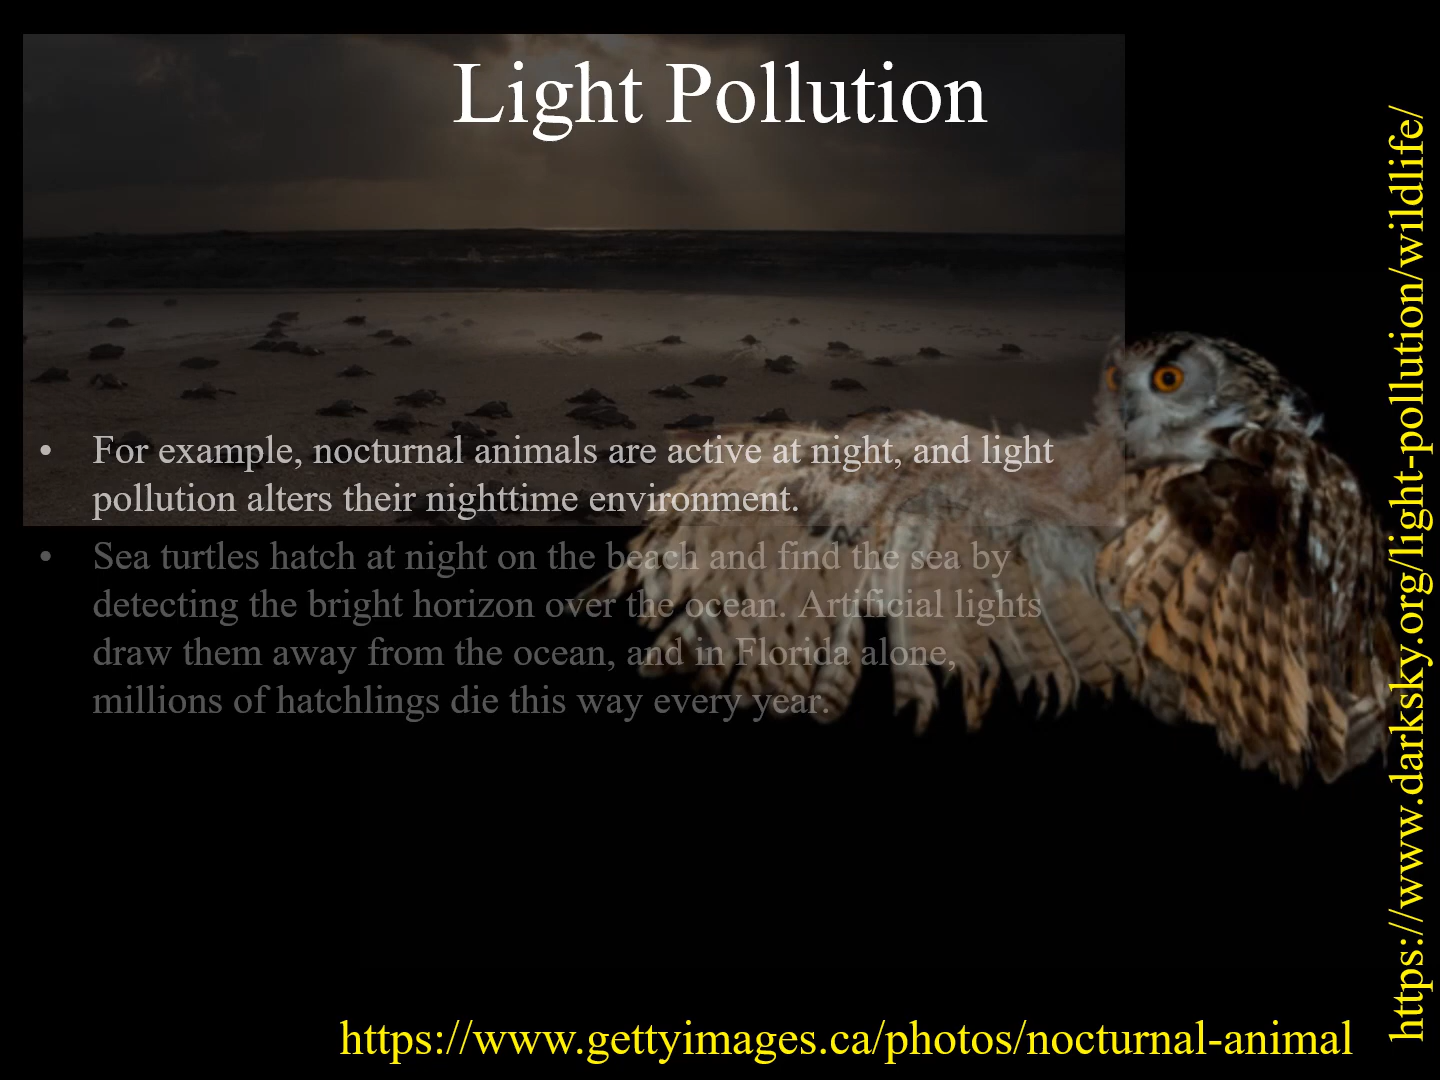 Light Pollution
• For example, nocturnal animals are active at night, and light
pollution alters their nighttime environment.
• Sea turtles hatch at night on the beach and find the sea by
detecting the bright horizon over the ocean. Artificial lights
draw them away from the ocean, and in Florida alone,
millions of hatchlings die this way every year.
https://www.darksky.org/light-pollution/wildlife/
https://www.gettyimages.ca/photos/nocturnal-animal